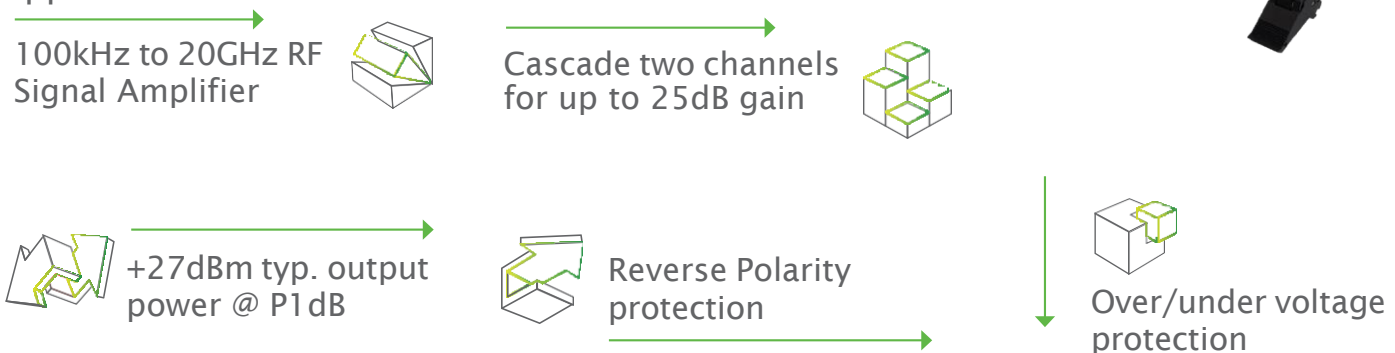 100kHz to 20GHz RF
Signal Amplifier
Cascade two channels
for up to 25dB gain
+27dBm typ. output
power @ P1dB
Reverse Polarity
protection
Over/under voltage
protection